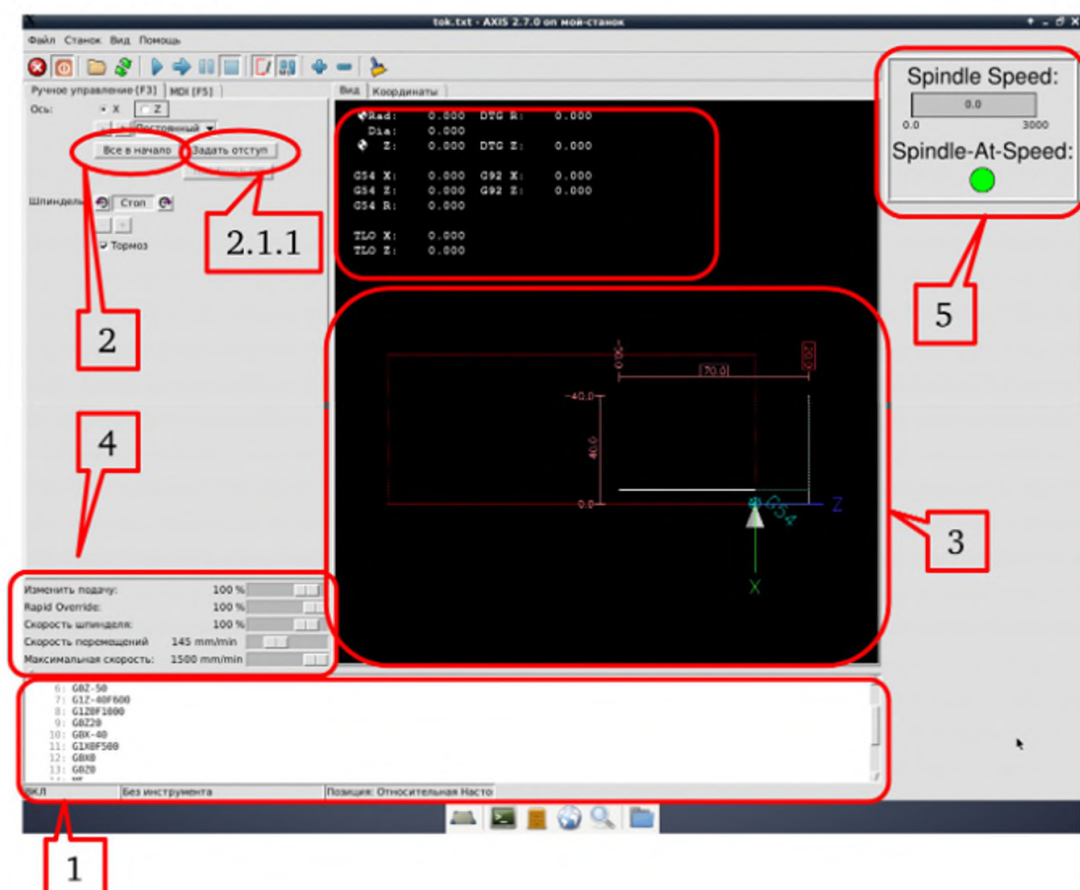 tok.txt - AXIS 2.7.0 on мой-станок
Файл Станок Вид Помощь
Ручное управление [F3] MDI [F5]
Ось: X Z
Постоянный
Все в начало Задать отступ
Шпиндель: Стоп
Тормоз
2.1.1
2
4
Изменить подачу: 100 %
Rapid Override: 100 %
Скорость шпинделя: 100 %
Скорость перемещений 145 mm/min
Максимальная скорость: 1500 mm/min
Вид Координаты
Rad: 0.000 DTG R: 0.000
Dia: 0.000
Z: 0.000 DTG Z: 0.000
G54 X: 0.000 G92 X: 0.000
G54 Z: 0.000 G92 Z: 0.000
G54 R: 0.000
TLO X: 0.000
TLO Z: 0.000
[70.0]
-40.0
40.0
0.0
G54
Z
X
Spindle Speed:
0.0
0.0 3000
Spindle-At-Speed:
5
3
6: G0Z-50
7: G1Z-40F600
8: G1Z0F1000
9: G0Z20
10: G0X-40
11: G1X0F500
12: G0X0
13: G0Z0
ВКЛ Без инструмента Позиция: Относительная Насто
1